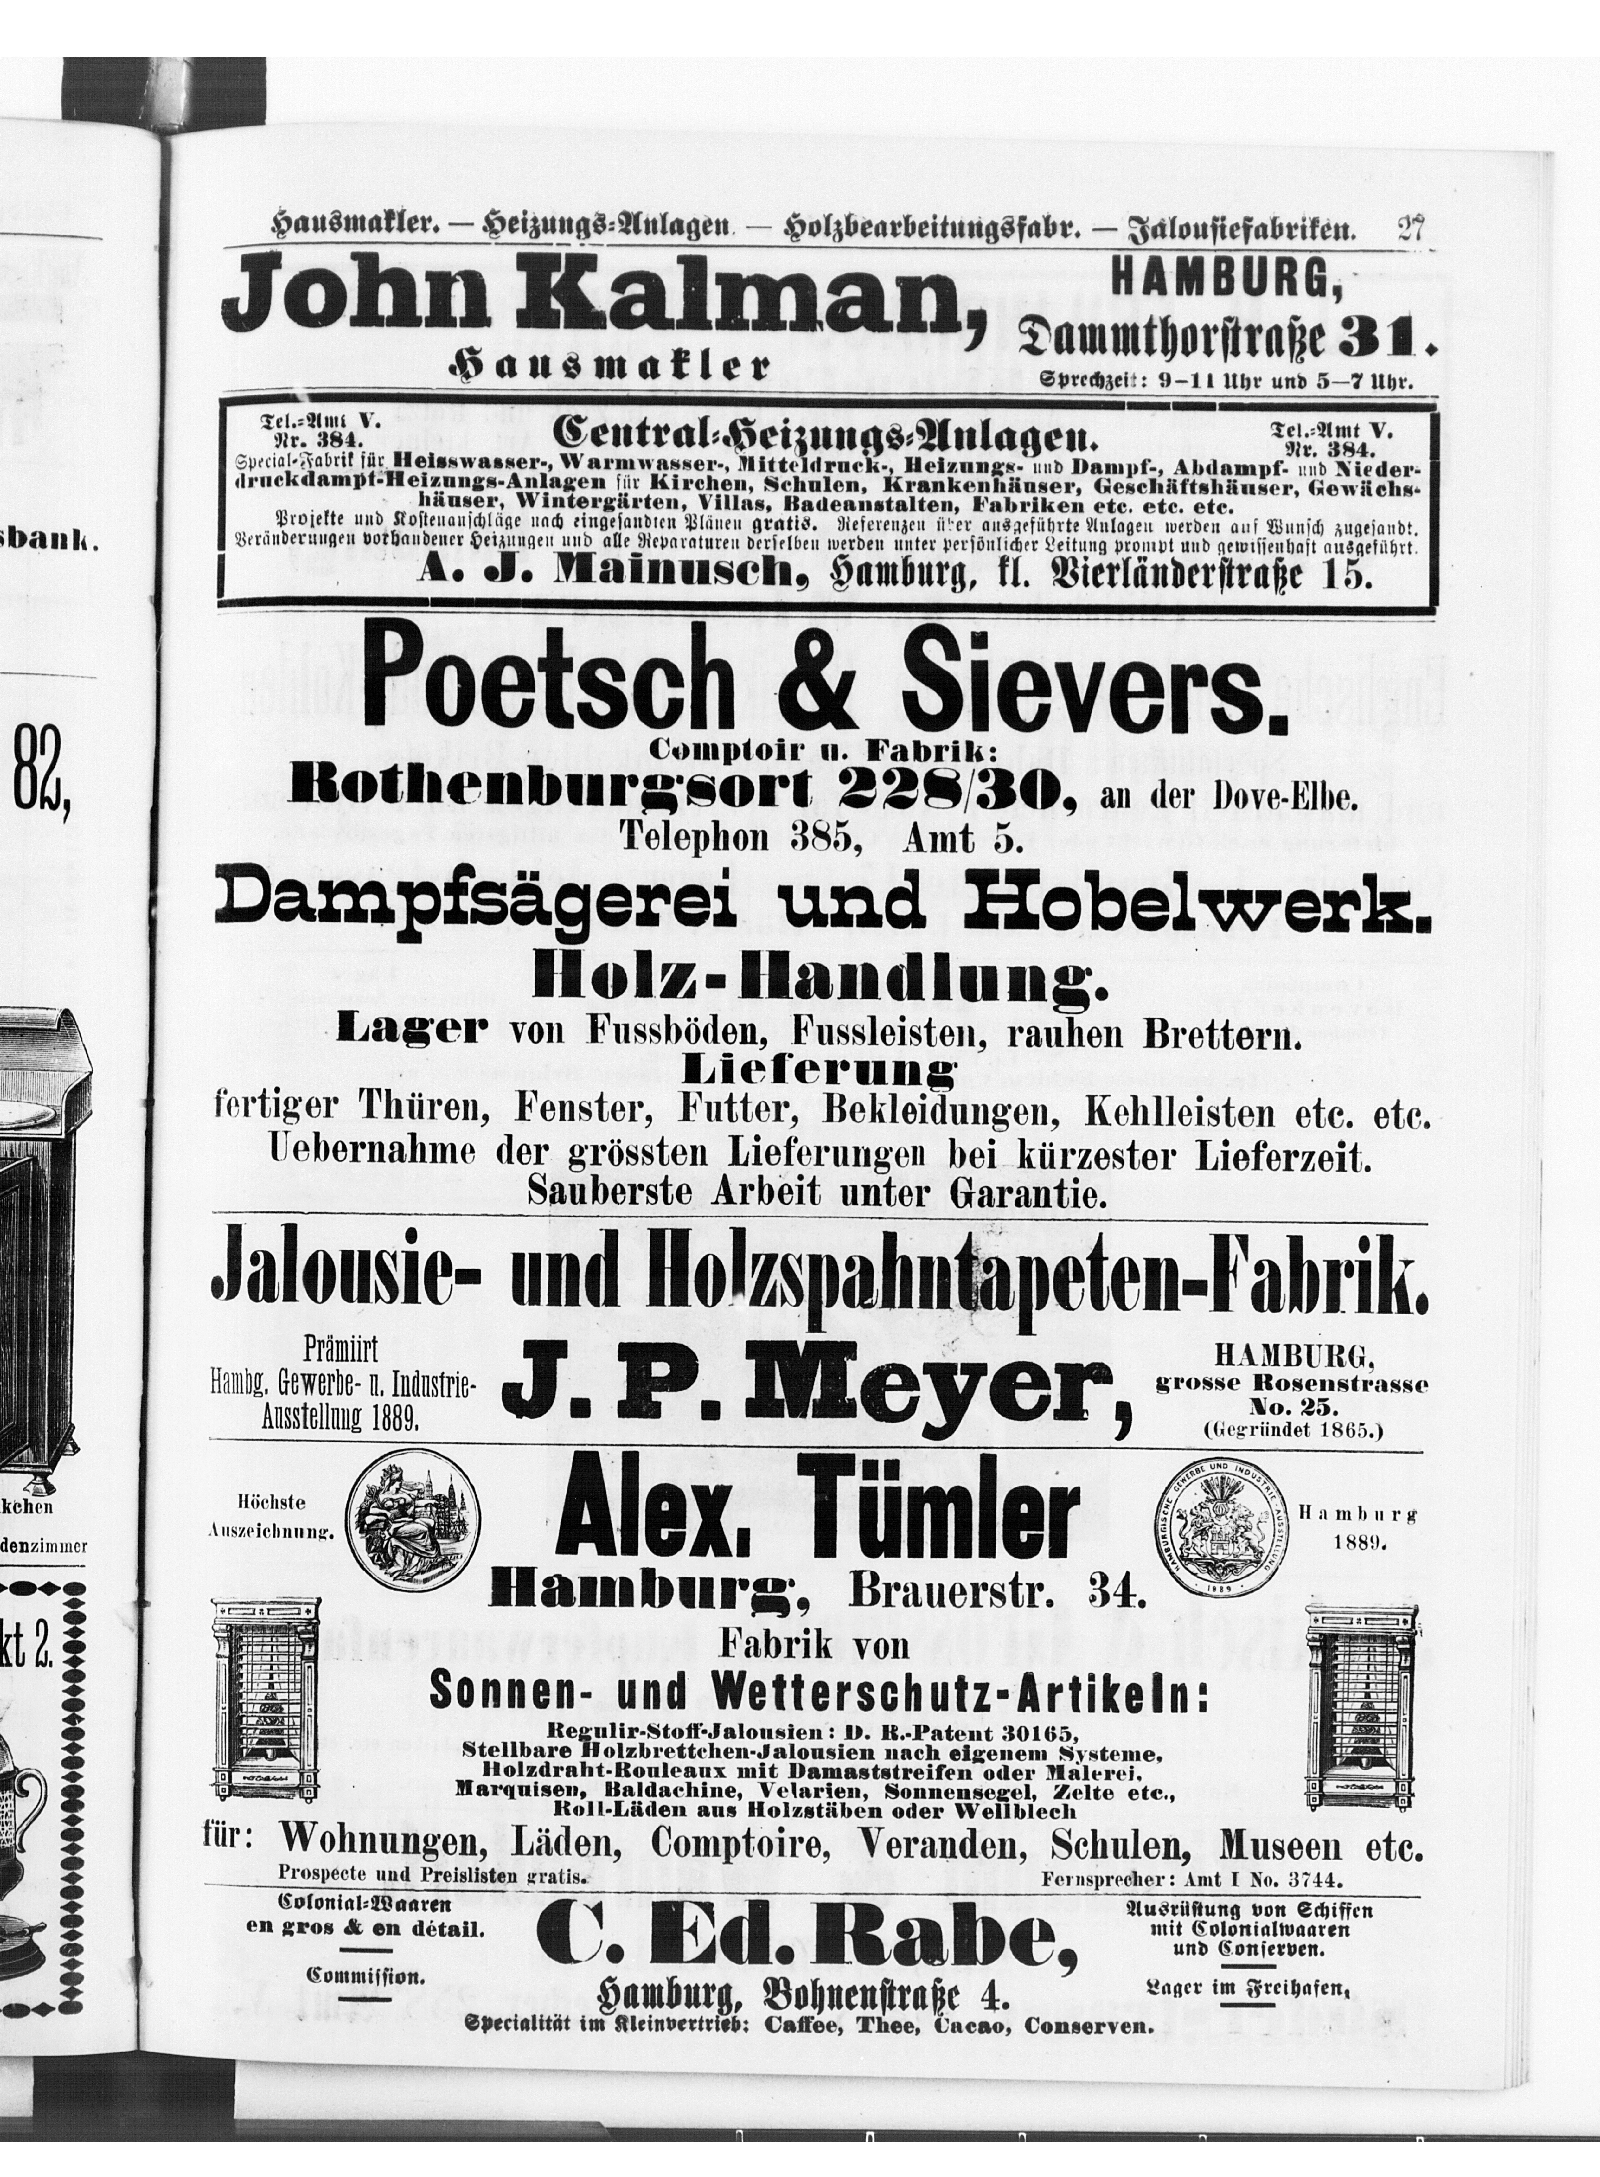 Hausmakler. — Heizungs-Anlagen — Holzbearbeitungsfabr. — Jalousiefabriken. 27
John Kalman,
Hausmakler
HAMBURG,
Dammthorstraße 31.
Sprechzeit: 9–11 Uhr und 5–7 Uhr.
Tel.-Amt V.
Nr. 384.
Central-Heizungs-Anlagen.
Tel.-Amt V.
Nr. 384.
Special-Fabrik für Heisswasser-, Warmwasser-, Mitteldruck-, Heizungs- und Dampf-, Abdampf- und Nieder-
druckdampf-Heizungs-Anlagen für Kirchen, Schulen, Krankenhäuser, Geschäftshäuser, Gewächs-
häuser, Wintergärten, Villas, Badeanstalten, Fabriken etc. etc. etc.
Projekte und Kostenanschläge nach eingesandten Plänen gratis. Referenzen über ausgeführte Anlagen werden auf Wunsch zugesandt.
Veränderungen vorhandener Heizungen und alle Reparaturen derselben werden unter persönlicher Leitung prompt und gewissenhaft ausgeführt.
A. J. Mainusch, Hamburg, kl. Vierländerstraße 15.
Poetsch & Sievers.
Comptoir u. Fabrik:
Rothenburgsort 228/30, an der Dove-Elbe.
Telephon 385, Amt 5.
Dampfsägerei und Hobelwerk.
Holz-Handlung.
Lager von Fussböden, Fussleisten, rauhen Brettern.
Lieferung
fertiger Thüren, Fenster, Futter, Bekleidungen, Kehlleisten etc. etc.
Uebernahme der grössten Lieferungen bei kürzester Lieferzeit.
Sauberste Arbeit unter Garantie.
Jalousie- und Holzspahntapeten-Fabrik.
Prämiirt
Hambg. Gewerbe- u. Industrie-
Ausstellung 1889.
J. P. Meyer,
HAMBURG,
grosse Rosenstrasse
No. 25.
(Gegründet 1865.)
Höchste
Auszeichnung.
Alex. Tümler
HAMBURGISCHE GEWERBE UND INDUSTRIE-AUSSTELLUNG
1889
Hamburg
1889.
Hamburg, Brauerstr. 34.
Fabrik von
Sonnen- und Wetterschutz-Artikeln:
Regulir-Stoff-Jalousien: D. R.-Patent 30165,
Stellbare Holzbrettchen-Jalousien nach eigenem Systeme,
Holzdraht-Rouleaux mit Damaststreifen oder Malerei,
Marquisen, Baldachine, Velarien, Sonnensegel, Zelte etc.,
Roll-Läden aus Holzstäben oder Wellblech
für: Wohnungen, Läden, Comptoire, Veranden, Schulen, Museen etc.
Prospecte und Preislisten gratis.
Fernsprecher: Amt I No. 3744.
Colonial-Waaren
en gros & en détail.
Commission.
C. Ed. Rabe,
Hamburg, Bohnenstraße 4.
Ausrüstung von Schiffen
mit Colonialwaaren
und Conserven.
Lager im Freihafen,
Specialität im Kleinvertrieb: Caffee, Thee, Cacao, Conserven.
sbank.
82,
kchen
denzimmer
kt 2.